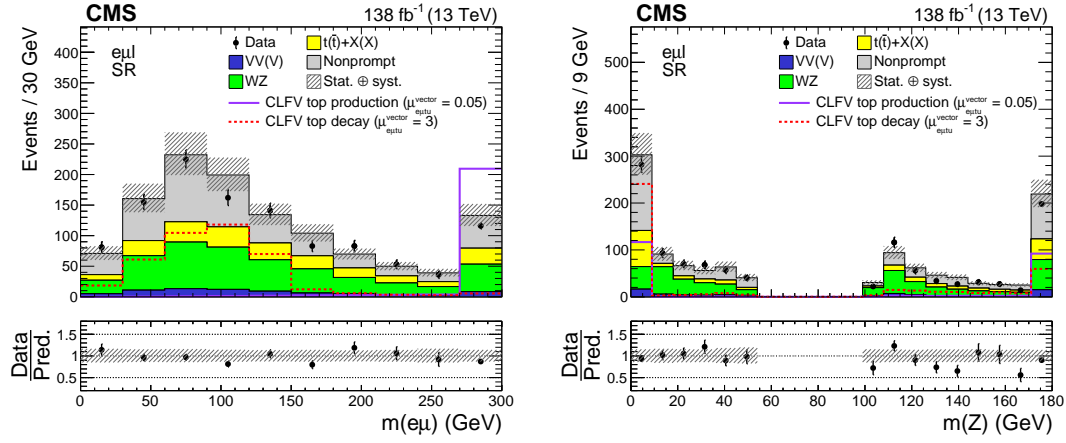 CMS 138 fb⁻¹ (13 TeV)
Events / 30 GeV
400
350
300
250
200
150
100
50
0
eμl
SR
Data
t(t̄)+X(X)
VV(V)
Nonprompt
WZ
Stat. ⊕ syst.
CLFV top production (μ^vector_eμtu = 0.05)
CLFV top decay (μ^vector_eμtu = 3)
Data
Pred.
1.5
1.0
0.5
0 50 100 150 200 250 300
m(eμ) (GeV)
CMS 138 fb⁻¹ (13 TeV)
Events / 9 GeV
500
400
300
200
100
0
eμl
SR
Data
t(t̄)+X(X)
VV(V)
Nonprompt
WZ
Stat. ⊕ syst.
CLFV top production (μ^vector_eμtu = 0.05)
CLFV top decay (μ^vector_eμtu = 3)
Data
Pred.
1.5
1.0
0.5
0 20 40 60 80 100 120 140 160 180
m(Z) (GeV)